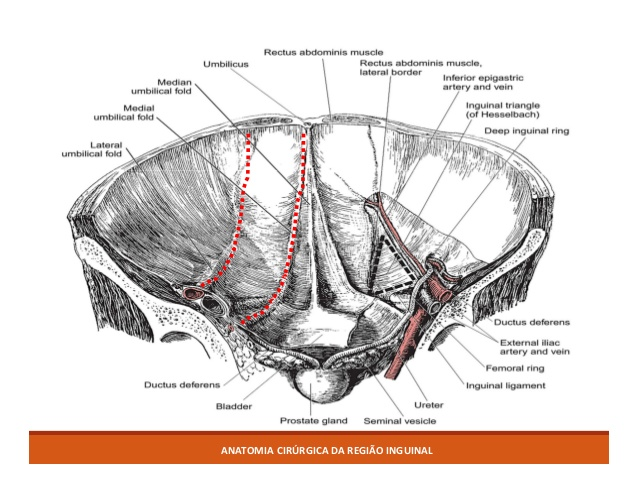 Rectus abdominis muscle
Umbilicus
Rectus abdominis muscle,
lateral border
Median
umbilical fold
Inferior epigastric
artery and vein
Medial
umbilical fold
Inguinal triangle
(of Hesselbach)
Deep inguinal ring
Lateral
umbilical fold
Ductus deferens
External iliac
artery and vein
Femoral ring
Ductus deferens
Inguinal ligament
Bladder
Ureter
Prostate gland
Seminal vesicle
ANATOMIA CIRÚRGICA DA REGIÃO INGUINAL